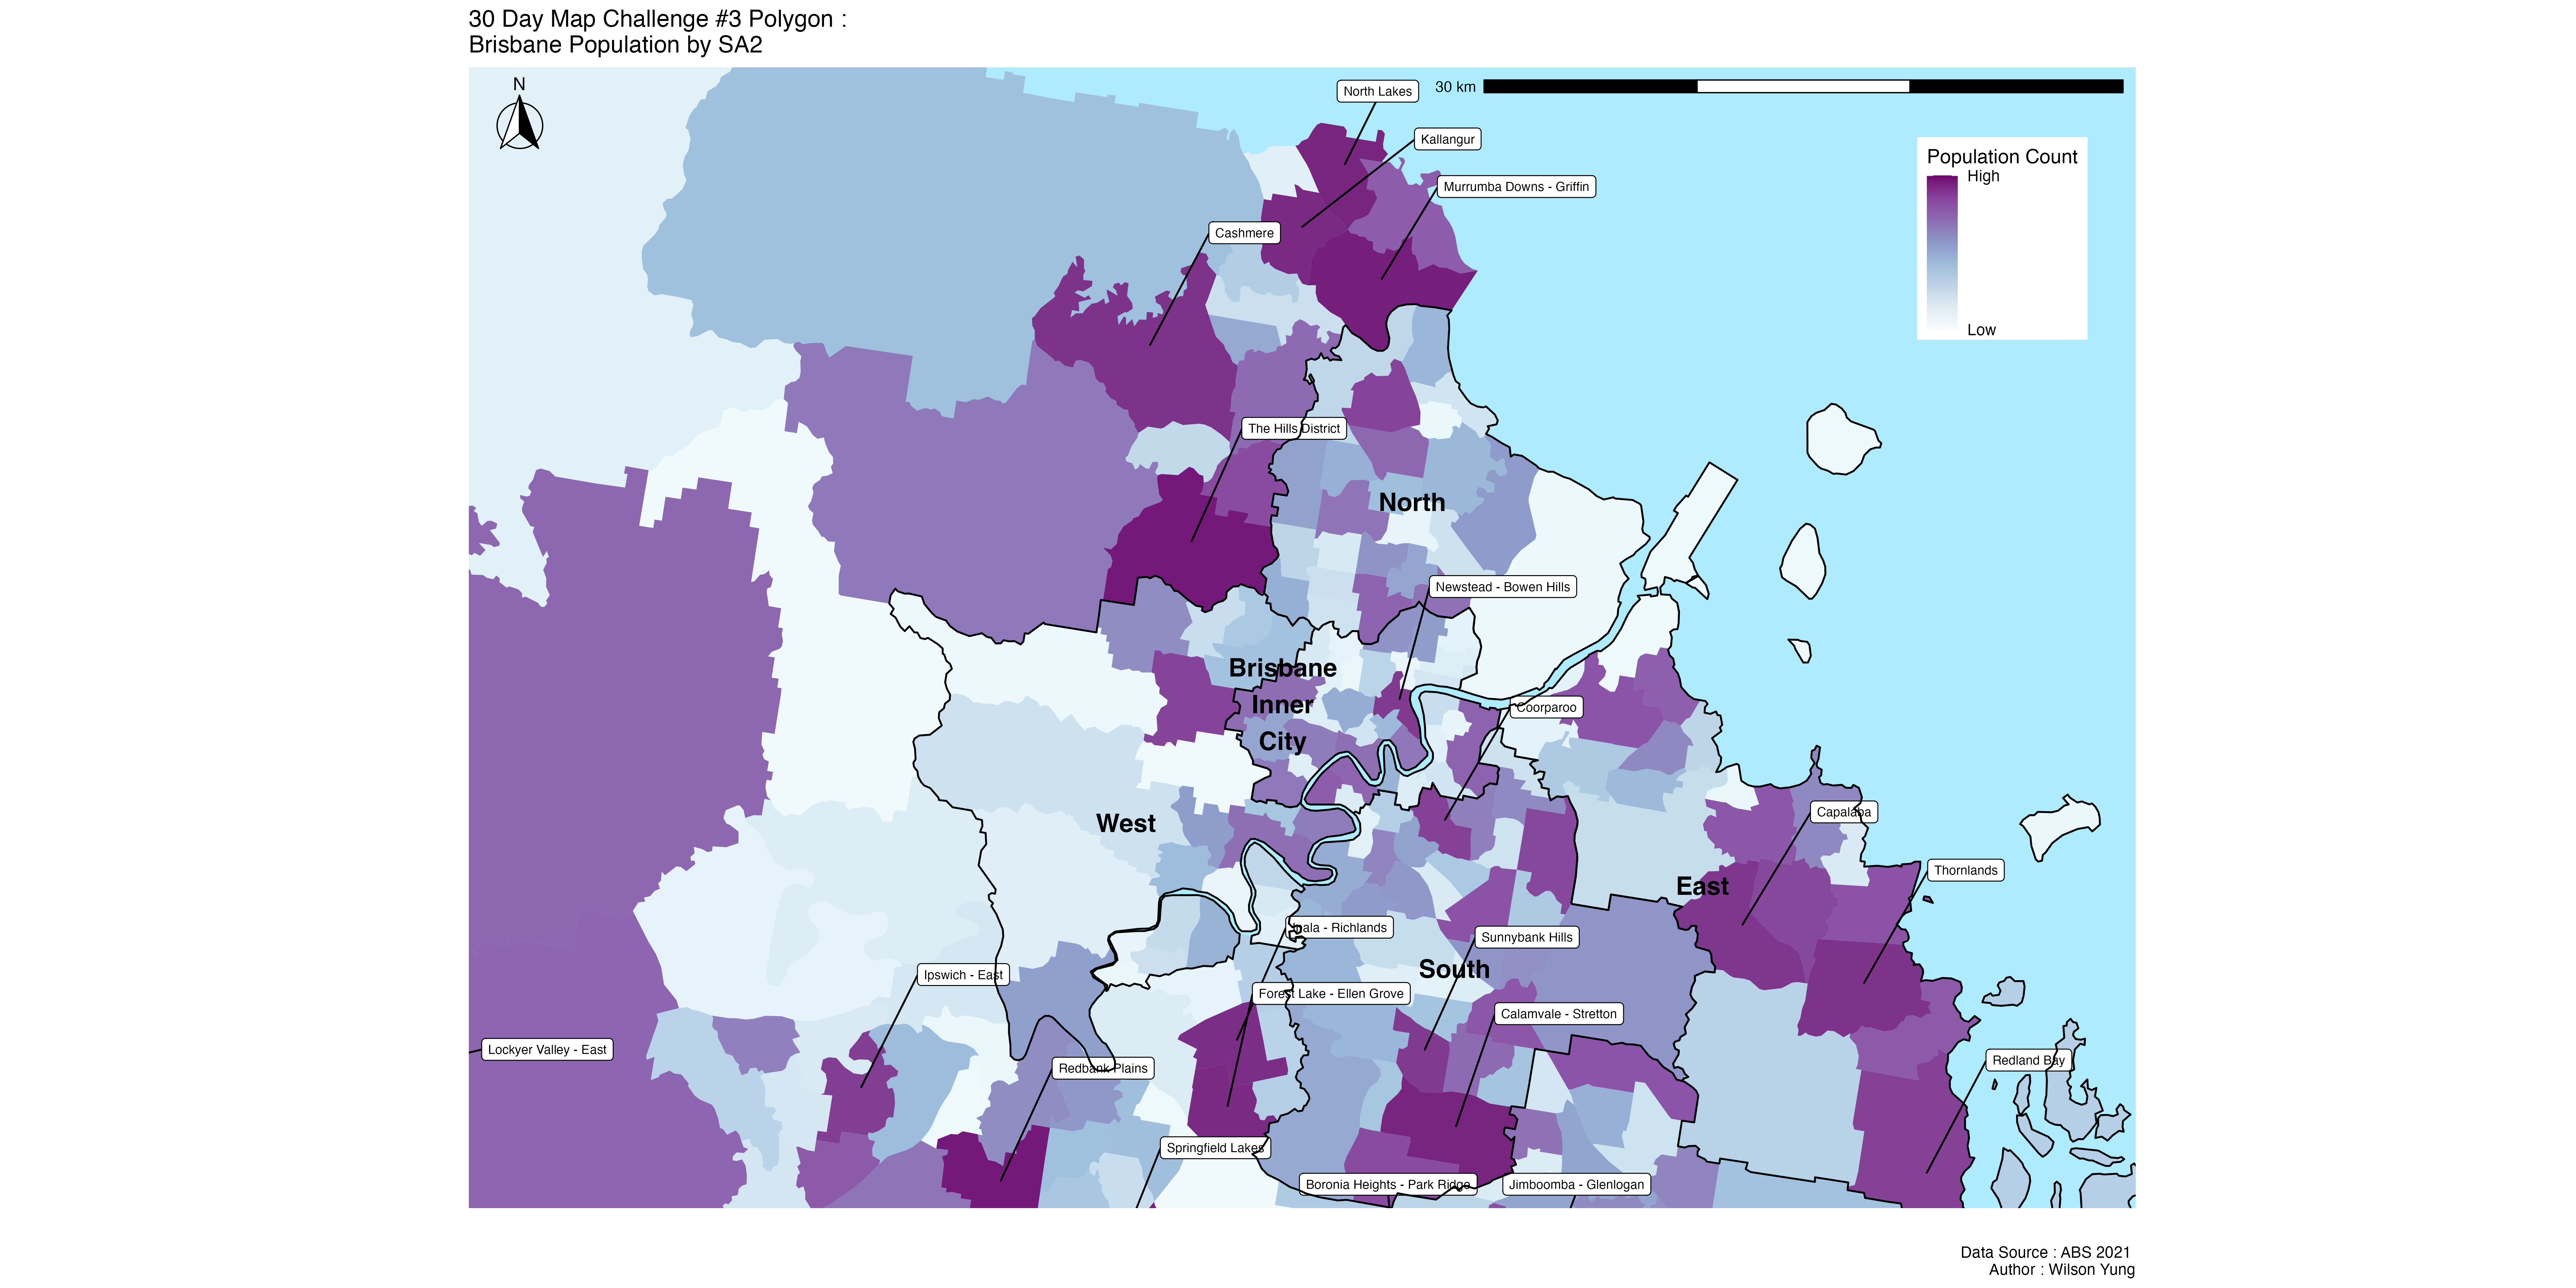 30 Day Map Challenge #3 Polygon :
Brisbane Population by SA2
N
North Lakes
30 km
Kallangur
Population Count
High
Low
Murrumba Downs - Griffin
Cashmere
The Hills District
North
Newstead - Bowen Hills
Brisbane
Inner
City
Coorparoo
West
Capalaba
East
Thornlands
Inala - Richlands
Sunnybank Hills
South
Ipswich - East
Forest Lake - Ellen Grove
Calamvale - Stretton
Lockyer Valley - East
Redbank Plains
Redland Bay
Springfield Lakes
Boronia Heights - Park Ridge
Jimboomba - Glenlogan
Data Source : ABS 2021
Author : Wilson Yung